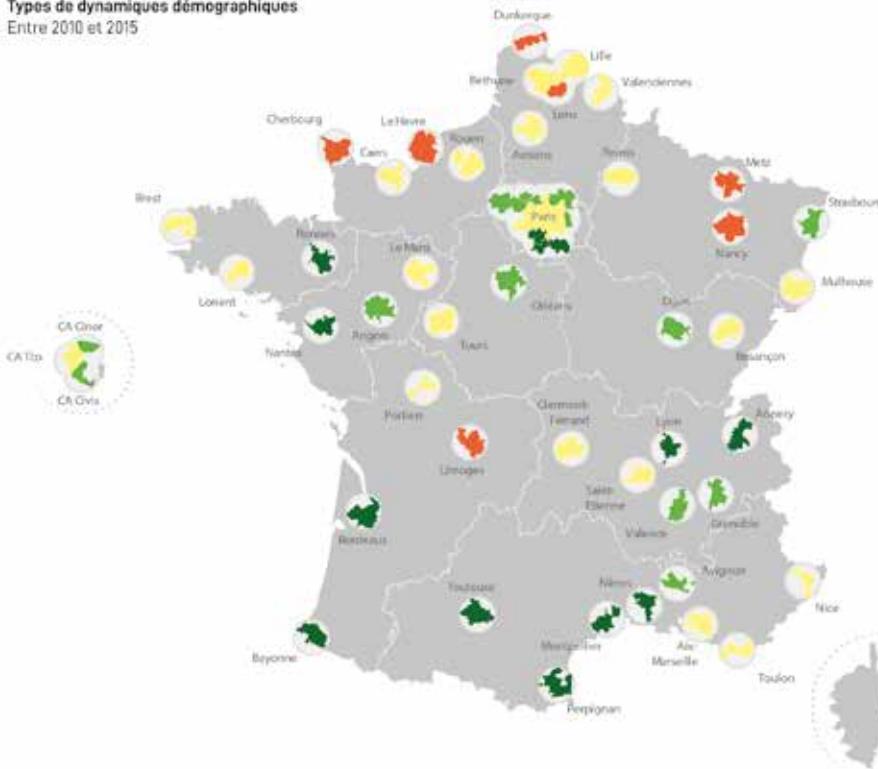 Types de dynamiques démographiques
Entre 2010 et 2015
Dunkerque
Lille
Béthune
Valenciennes
Lens
Cherbourg
Le Havre
Rouen
Amiens
Reims
Caen
Metz
Brest
Paris
Strasbourg
Rennes
Le Mans
Nancy
Lorient
Orléans
Mulhouse
CA Cinor
Angers
Dijon
Nantes
Tours
Besançon
CA Tco
CA Civis
Poitiers
Clermont-
Ferrand
Lyon
Annecy
Limoges
Saint-
Etienne
Grenoble
Valence
Bordeaux
Avignon
Toulouse
Nîmes
Nice
Montpellier
Aix-
Marseille
Bayonne
Toulon
Perpignan